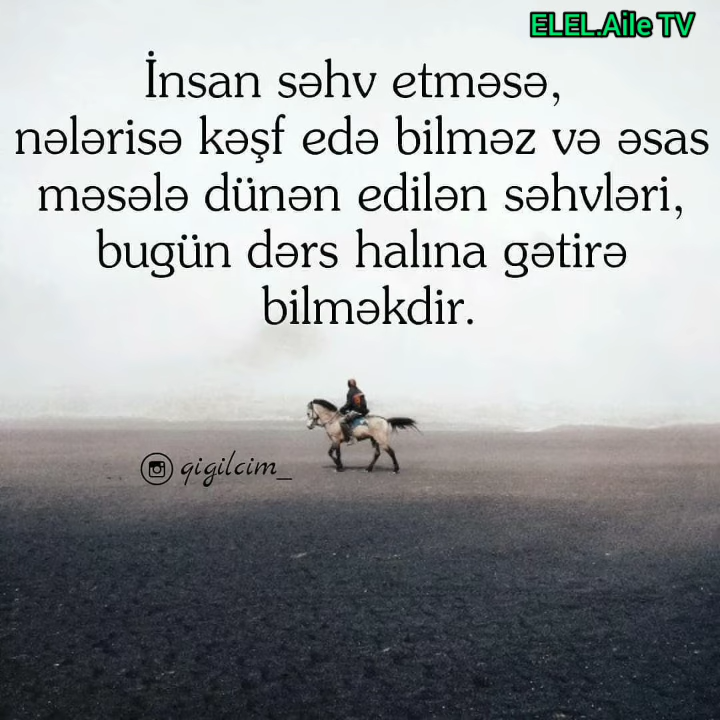 ELEL.Aile TV
İnsan səhv etməsə,
nələrisə kəşf edə bilməz və əsas
məsələ dünən edilən səhvləri,
bugün dərs halına gətirə
bilməkdir.
qigilcim_